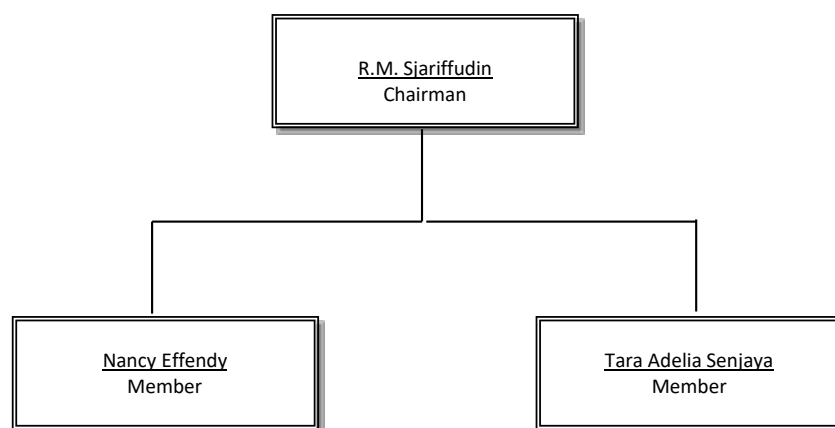 R.M. Sjariffudin
Chairman
Nancy Effendy
Member
Tara Adelia Senjaya
Member